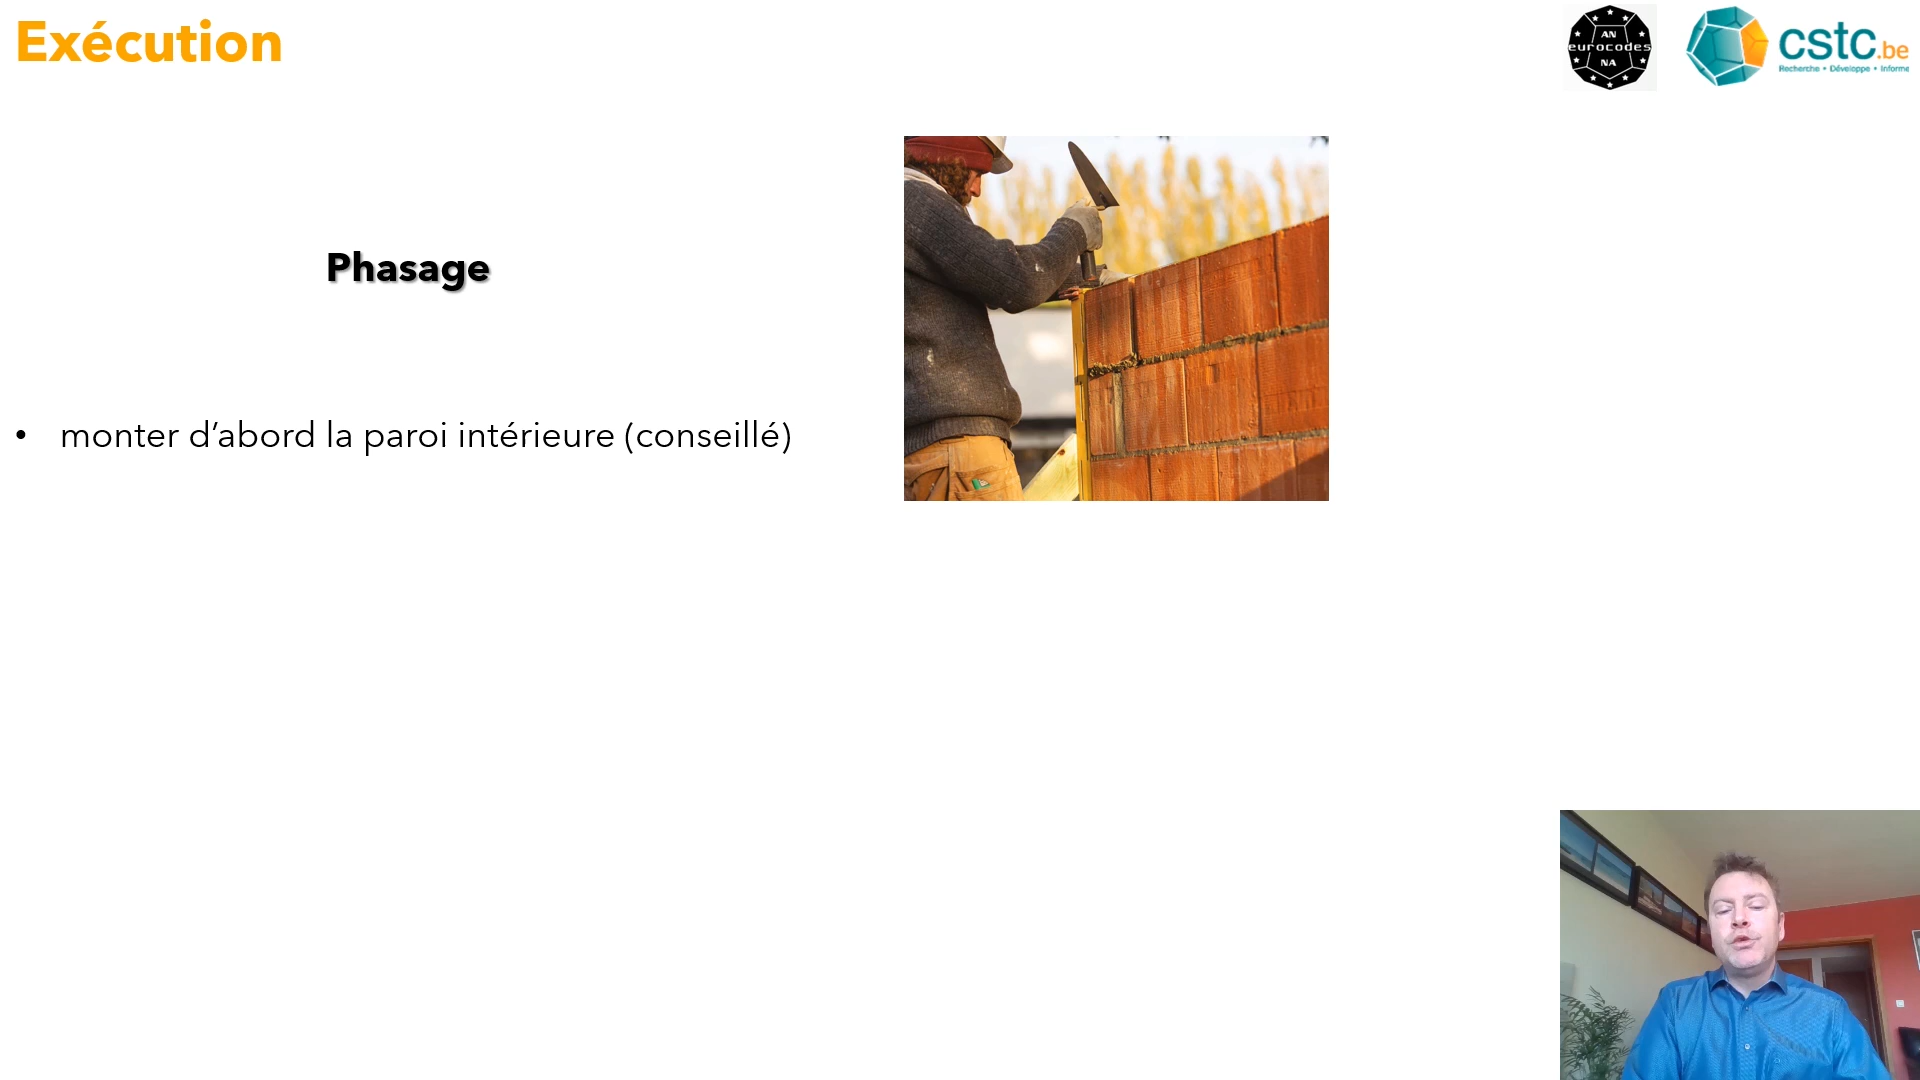 Exécution
AN
eurocodes
NA
cstc.be
Recherche • Développe • Informe
Phasage
• monter d’abord la paroi intérieure (conseillé)